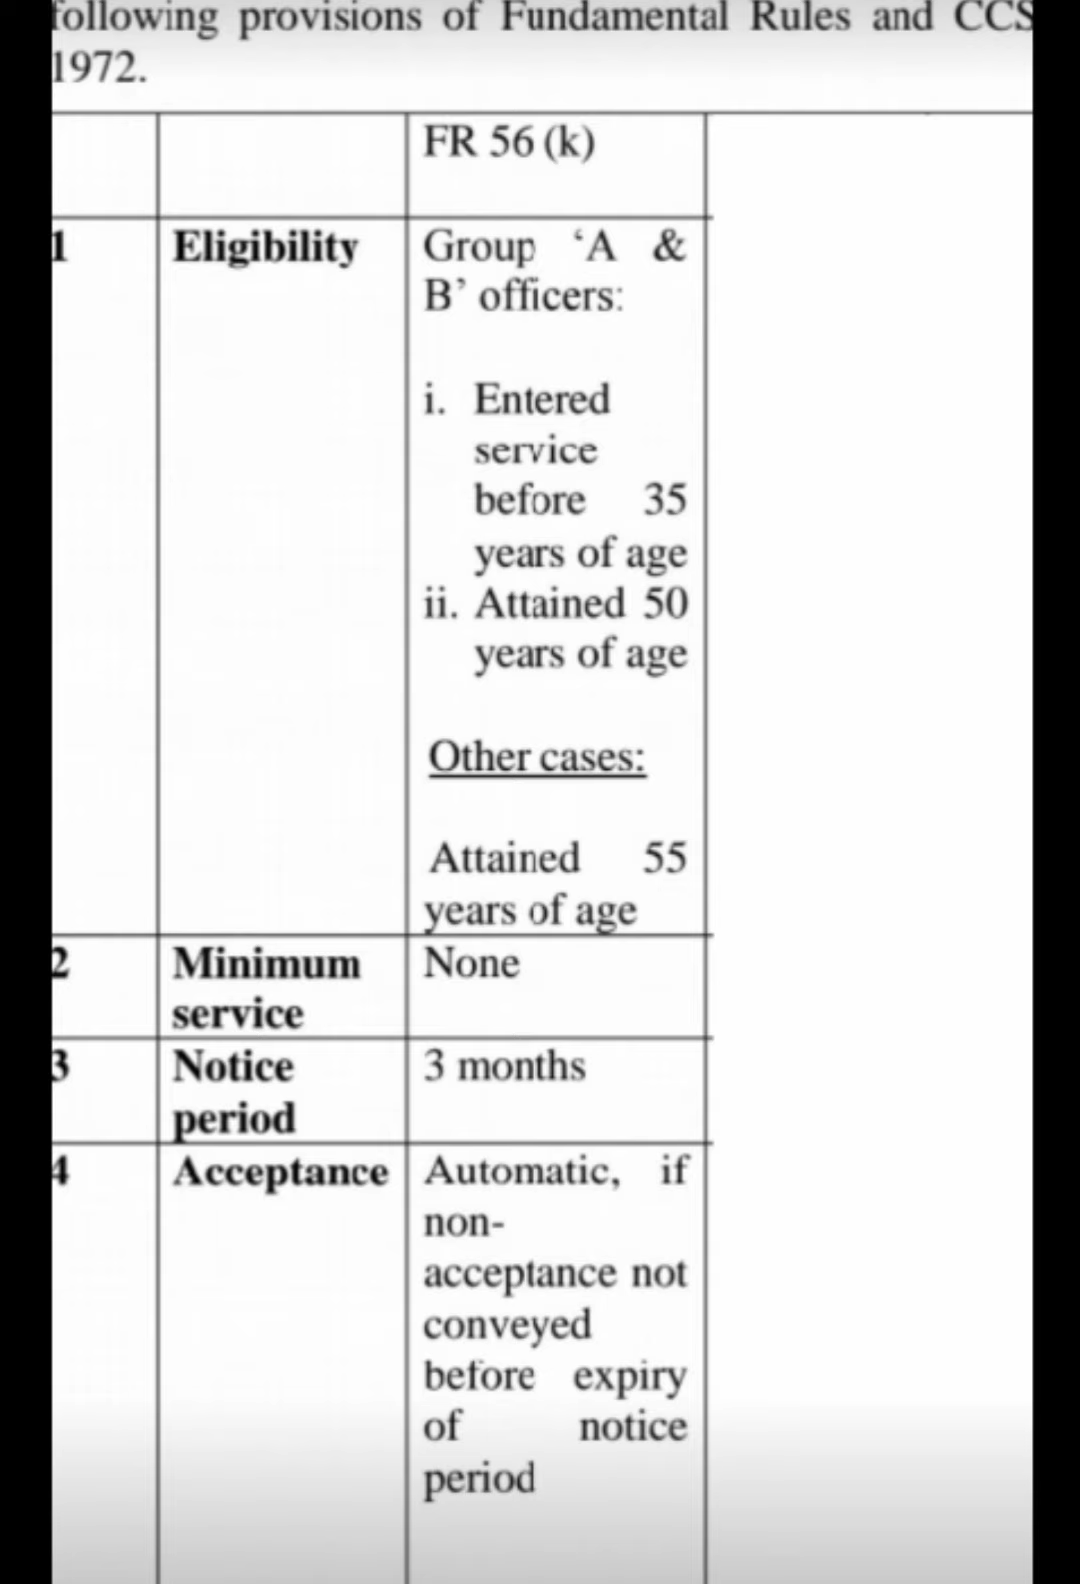 following provisions of Fundamental Rules and CCS
1972.
FR 56 (k)
1
Eligibility
Group ‘A &
B’ officers:
i. Entered
service
before 35
years of age
ii. Attained 50
years of age
Other cases:
Attained 55
years of age
2
Minimum
service
None
3
Notice
period
3 months
4
Acceptance
Automatic, if
non-
acceptance not
conveyed
before expiry
of notice
period